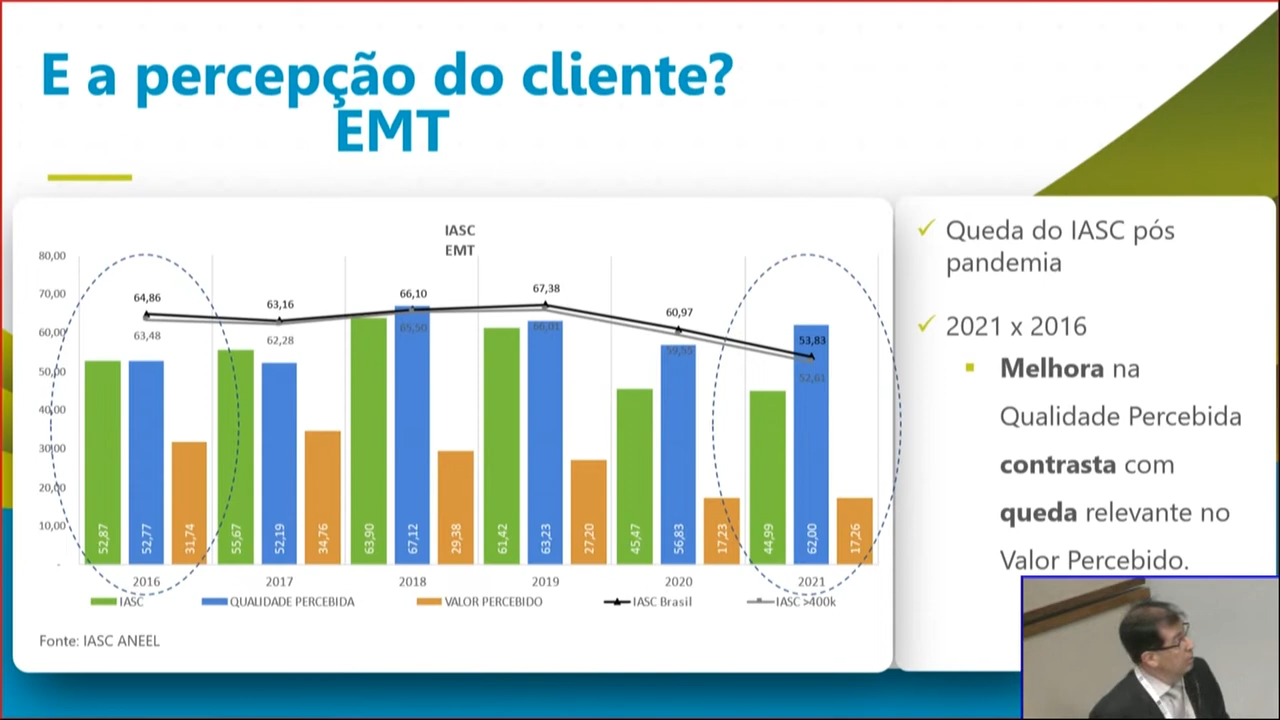 E a percepção do cliente?
EMT
IASC
EMT
80,00
70,00
60,00
50,00
40,00
30,00
20,00
10,00
-
64,86
63,16
66,10
67,38
60,97
53,83
63,48
62,28
65,50
66,01
59,55
52,61
52,87
52,77
31,74
55,67
52,19
34,76
63,90
67,12
29,38
61,42
63,23
27,20
45,47
56,83
17,23
44,99
62,00
17,26
2016
2017
2018
2019
2020
2021
IASC
QUALIDADE PERCEBIDA
VALOR PERCEBIDO
IASC Brasil
IASC >400k
Fonte: IASC ANEEL
Queda do IASC pós
pandemia
2021 x 2016
Melhora na
Qualidade Percebida
contrasta com
queda relevante no
Valor Percebido.